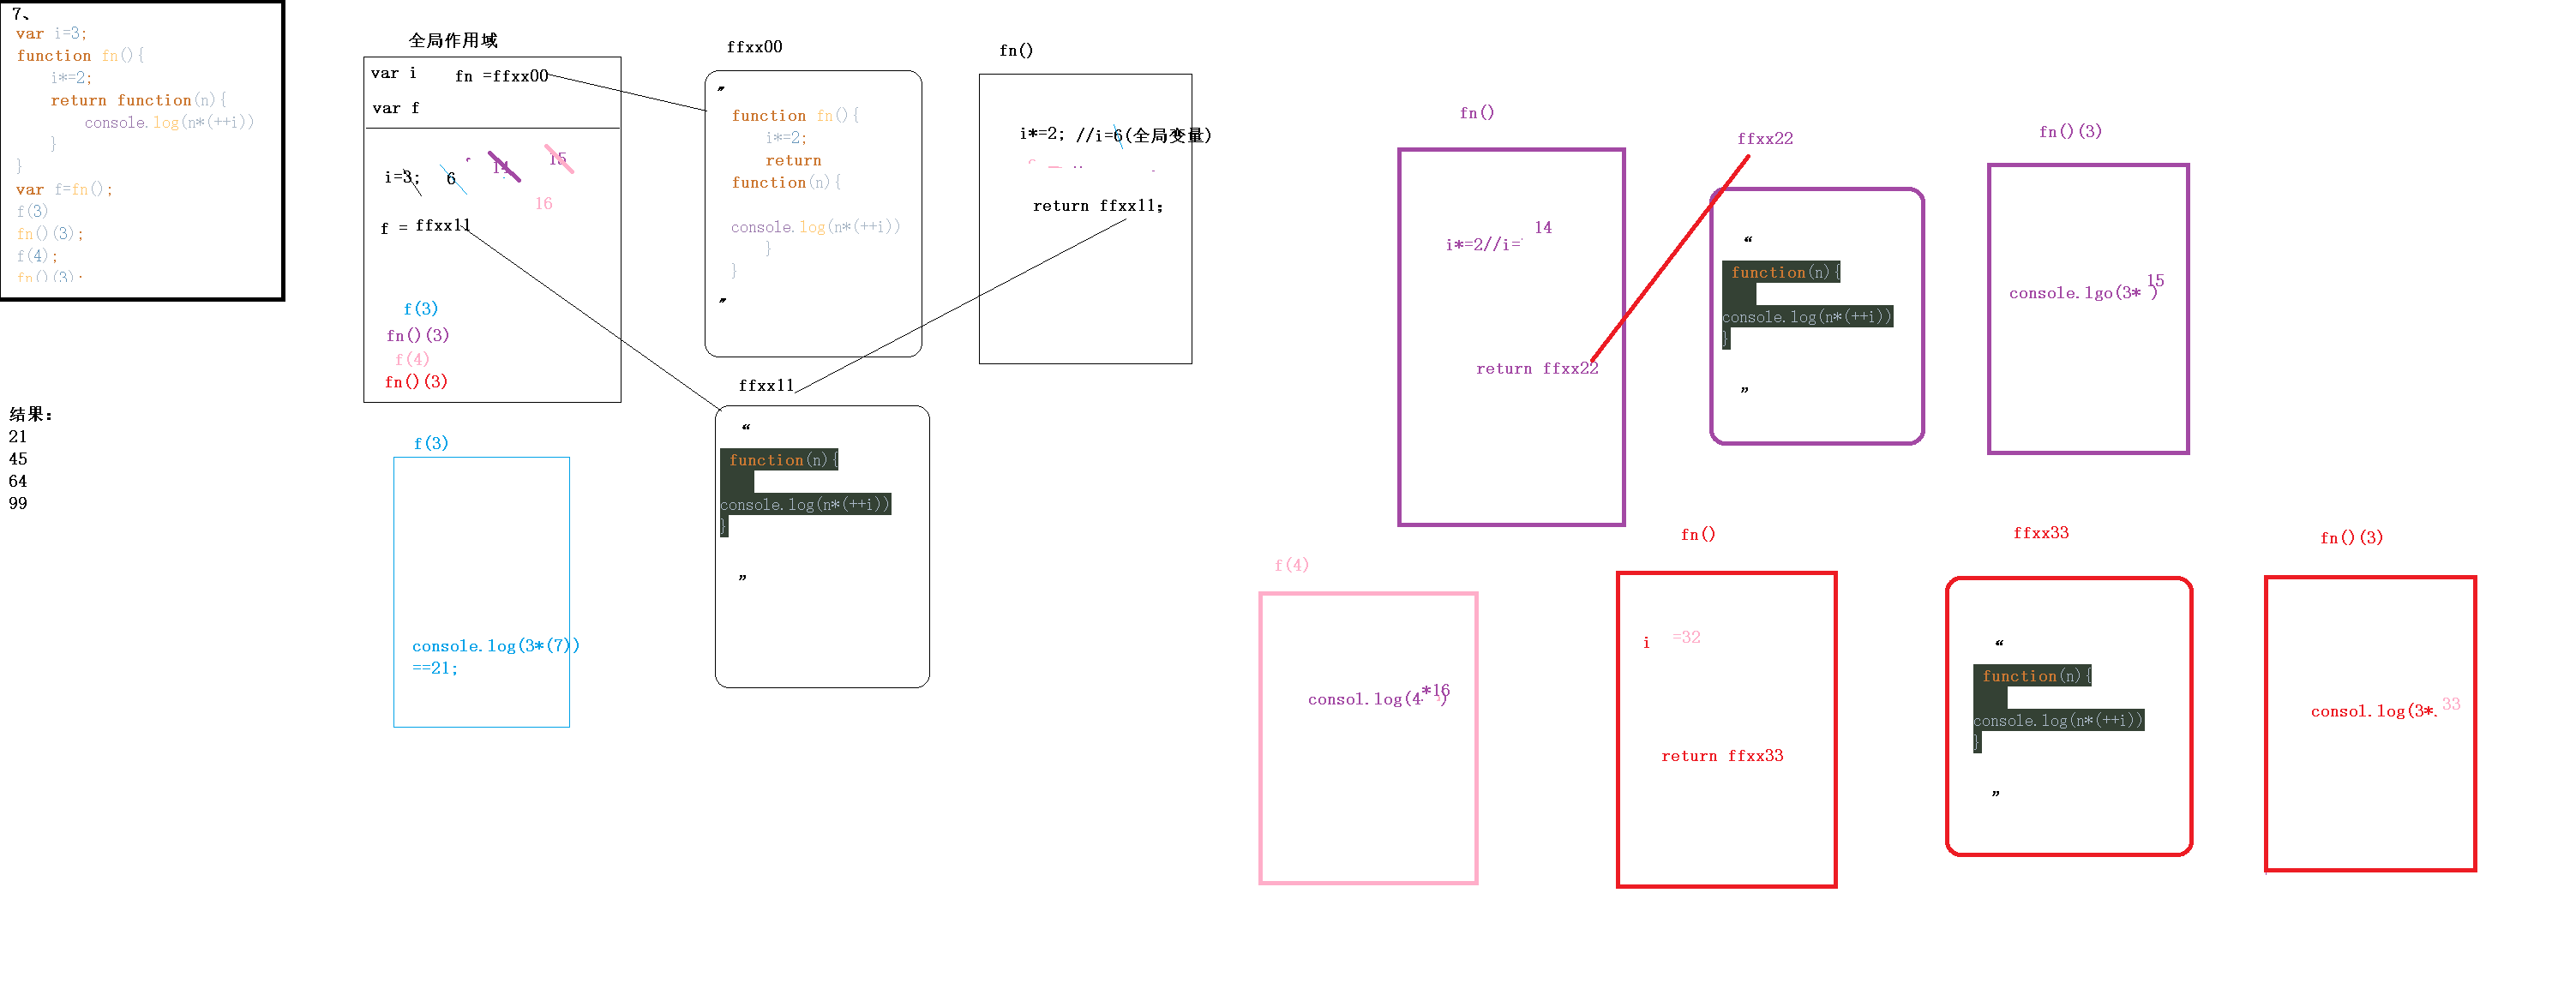 7、
var i=3;
function fn(){
i*=2;
return function(n){
console.log(n*(++i))
}
}
var f=fn();
f(3)
fn()(3);
f(4);
fn()(3);
结果：
21
45
64
99
全局作用域
var i
fn =ffxx00
var f
i=3;
6
14
15
16
f = ffxx11
f(3)
fn()(3)
f(4)
fn()(3)
ffxx00
”
function fn(){
i*=2;
return
function(n){
console.log(n*(++i))
}
}
”
fn()
i*=2; //i=6(全局变量)
return ffxx11;
f(3)
console.log(3*(7))
==21;
ffxx11
“
function(n){
console.log(n*(++i))
}
”
fn()
i*=2//i=
14
return ffxx22
ffxx22
“
function(n){
console.log(n*(++i))
}
”
fn()(3)
console.lgo(3* 15)
f(4)
consol.log(4*16)
fn()
i =32
return ffxx33
ffxx33
“
function(n){
console.log(n*(++i))
}
”
fn()(3)
consol.log(3*. 33